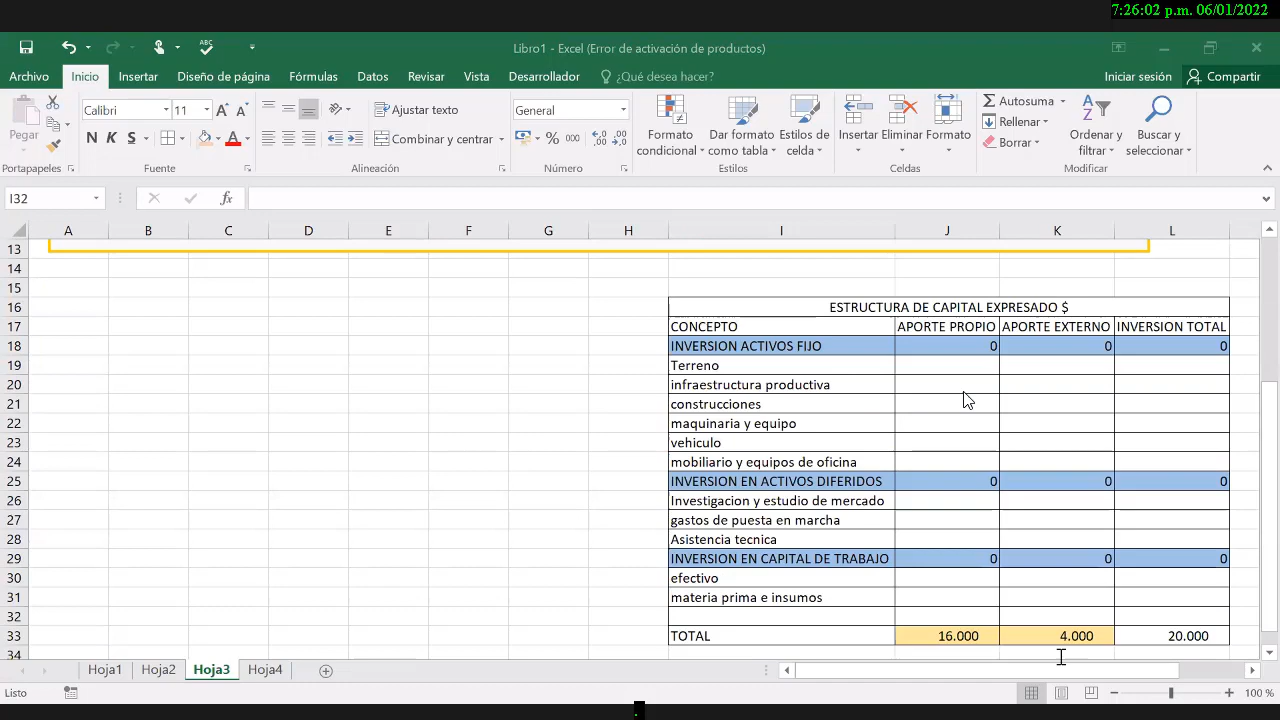 7:26:02 p.m. 06/01/2022
Libro1 - Excel (Error de activación de productos)
Archivo Inicio Insertar Diseño de página Fórmulas Datos Revisar Vista Desarrollador ¿Qué desea hacer? Iniciar sesión Compartir
Calibri 11 Ajustar texto General Autosuma
Pegar N K S Combinar y centrar % 000 Formato condicional Dar formato como tabla Estilos de celda Insertar Eliminar Formato Rellenar Borrar Ordenar y filtrar Buscar y seleccionar
Portapapeles Fuente Alineación Número Estilos Celdas Modificar
I32 fx
A B C D E F G H I J K L
13
14
15
16 ESTRUCTURA DE CAPITAL EXPRESADO $
17 CONCEPTO APORTE PROPIO APORTE EXTERNO INVERSION TOTAL
18 INVERSION ACTIVOS FIJO 0 0 0
19 Terreno
20 infraestructura productiva
21 construcciones
22 maquinaria y equipo
23 vehiculo
24 mobiliario y equipos de oficina
25 INVERSION EN ACTIVOS DIFERIDOS 0 0 0
26 Investigacion y estudio de mercado
27 gastos de puesta en marcha
28 Asistencia tecnica
29 INVERSION EN CAPITAL DE TRABAJO 0 0 0
30 efectivo
31 materia prima e insumos
32
33 TOTAL 16.000 4.000 20.000
34
Hoja1 Hoja2 Hoja3 Hoja4
Listo 100 %